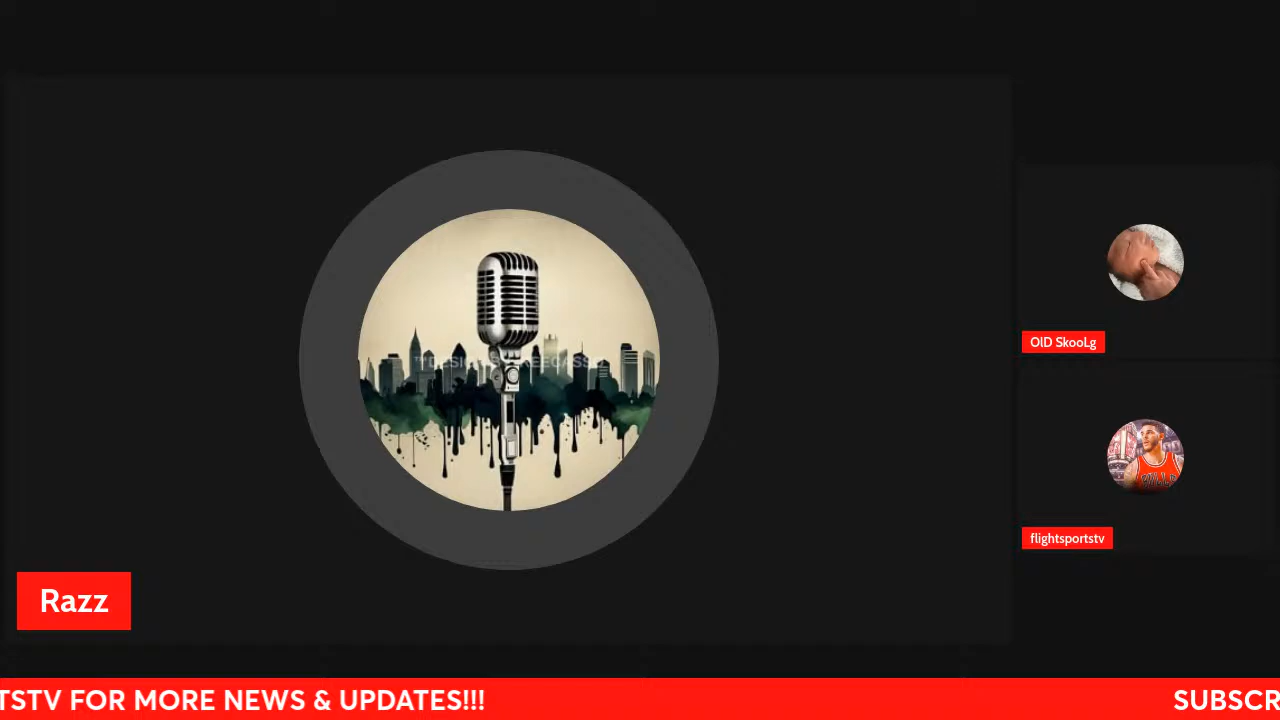 OlD SkooLg
flightsportstv
Razz
TSTV FOR MORE NEWS & UPDATES!!!
SUBSCR